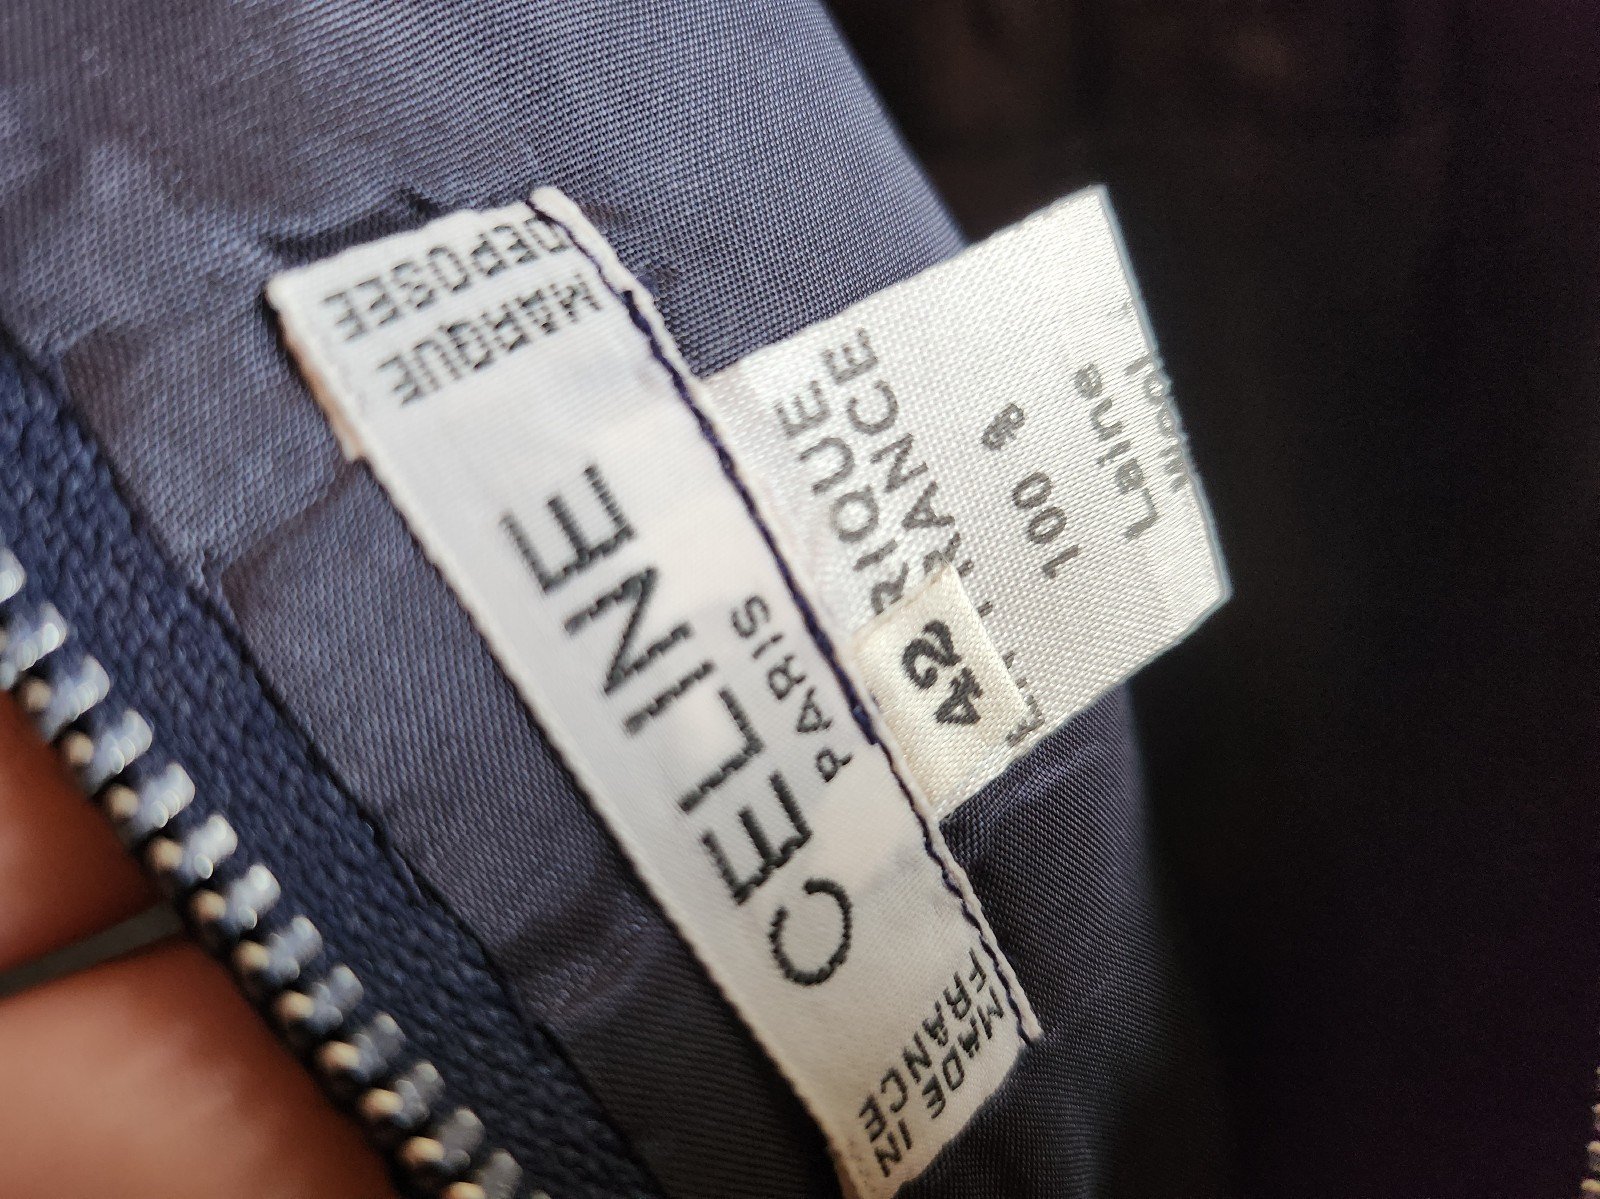 MARQUE
DEPOSEE
CELINE
PARIS
MADE IN
FRANCE
42
RIQUE
RANCE
100 %
Laine
Wool